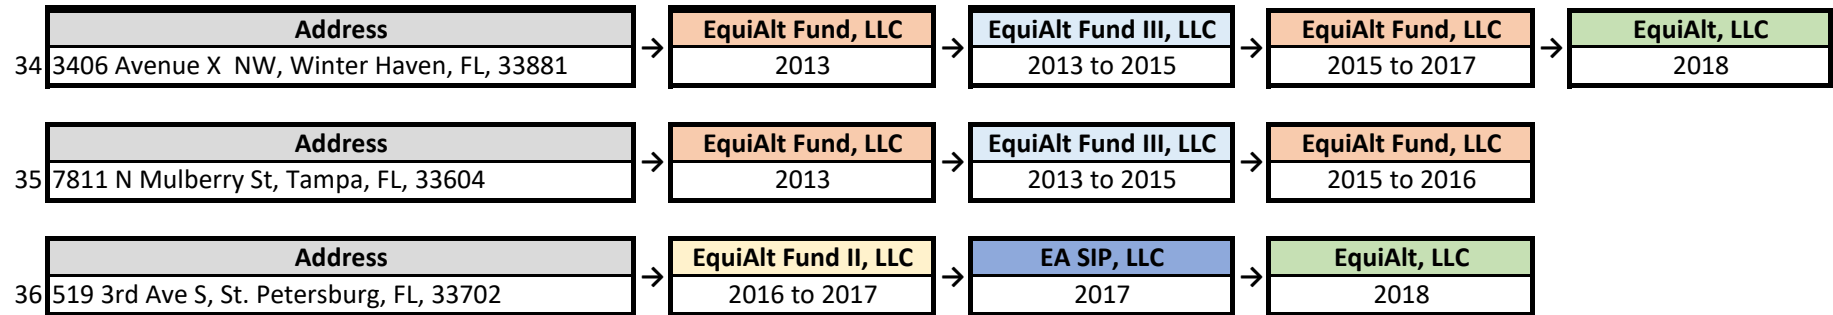 Address → EquiAlt Fund, LLC → EquiAlt Fund III, LLC → EquiAlt Fund, LLC → EquiAlt, LLC
34 3406 Avenue X  NW, Winter Haven, FL, 33881 2013 2013 to 2015 2015 to 2017 2018
Address → EquiAlt Fund, LLC → EquiAlt Fund III, LLC → EquiAlt Fund, LLC
35 7811 N Mulberry St, Tampa, FL, 33604 2013 2013 to 2015 2015 to 2016
Address → EquiAlt Fund II, LLC → EA SIP, LLC → EquiAlt, LLC
36 519 3rd Ave S, St. Petersburg, FL, 33702 2016 to 2017 2017 2018